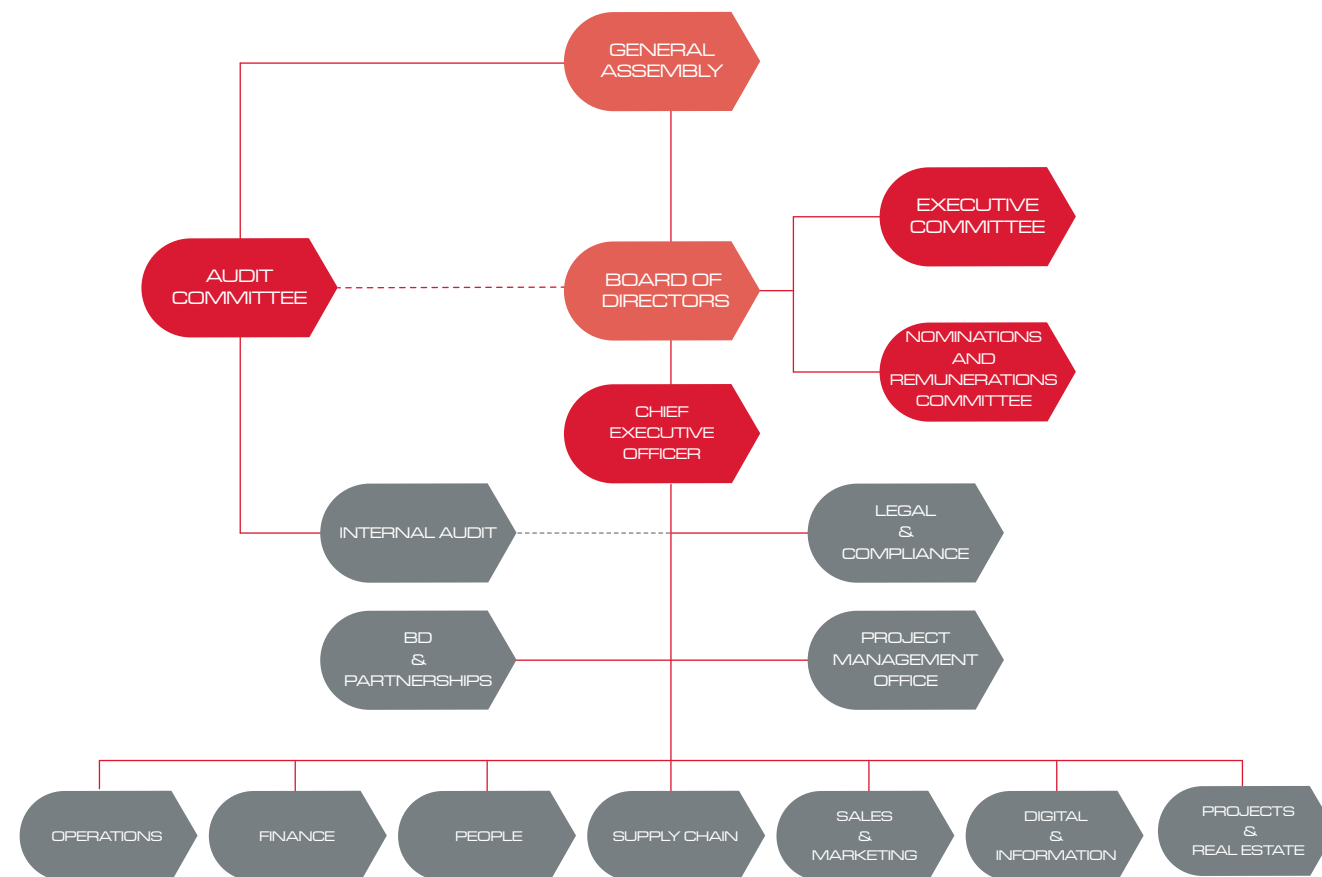 GENERAL
ASSEMBLY
EXECUTIVE
COMMITTEE
AUDIT
COMMITTEE
BOARD OF
DIRECTORS
NOMINATIONS
AND
REMUNERATIONS
COMMITTEE
CHIEF
EXECUTIVE
OFFICER
INTERNAL AUDIT
LEGAL
&
COMPLIANCE
BD
&
PARTNERSHIPS
PROJECT
MANAGEMENT
OFFICE
OPERATIONS
FINANCE
PEOPLE
SUPPLY CHAIN
SALES
&
MARKETING
DIGITAL
&
INFORMATION
PROJECTS
&
REAL ESTATE